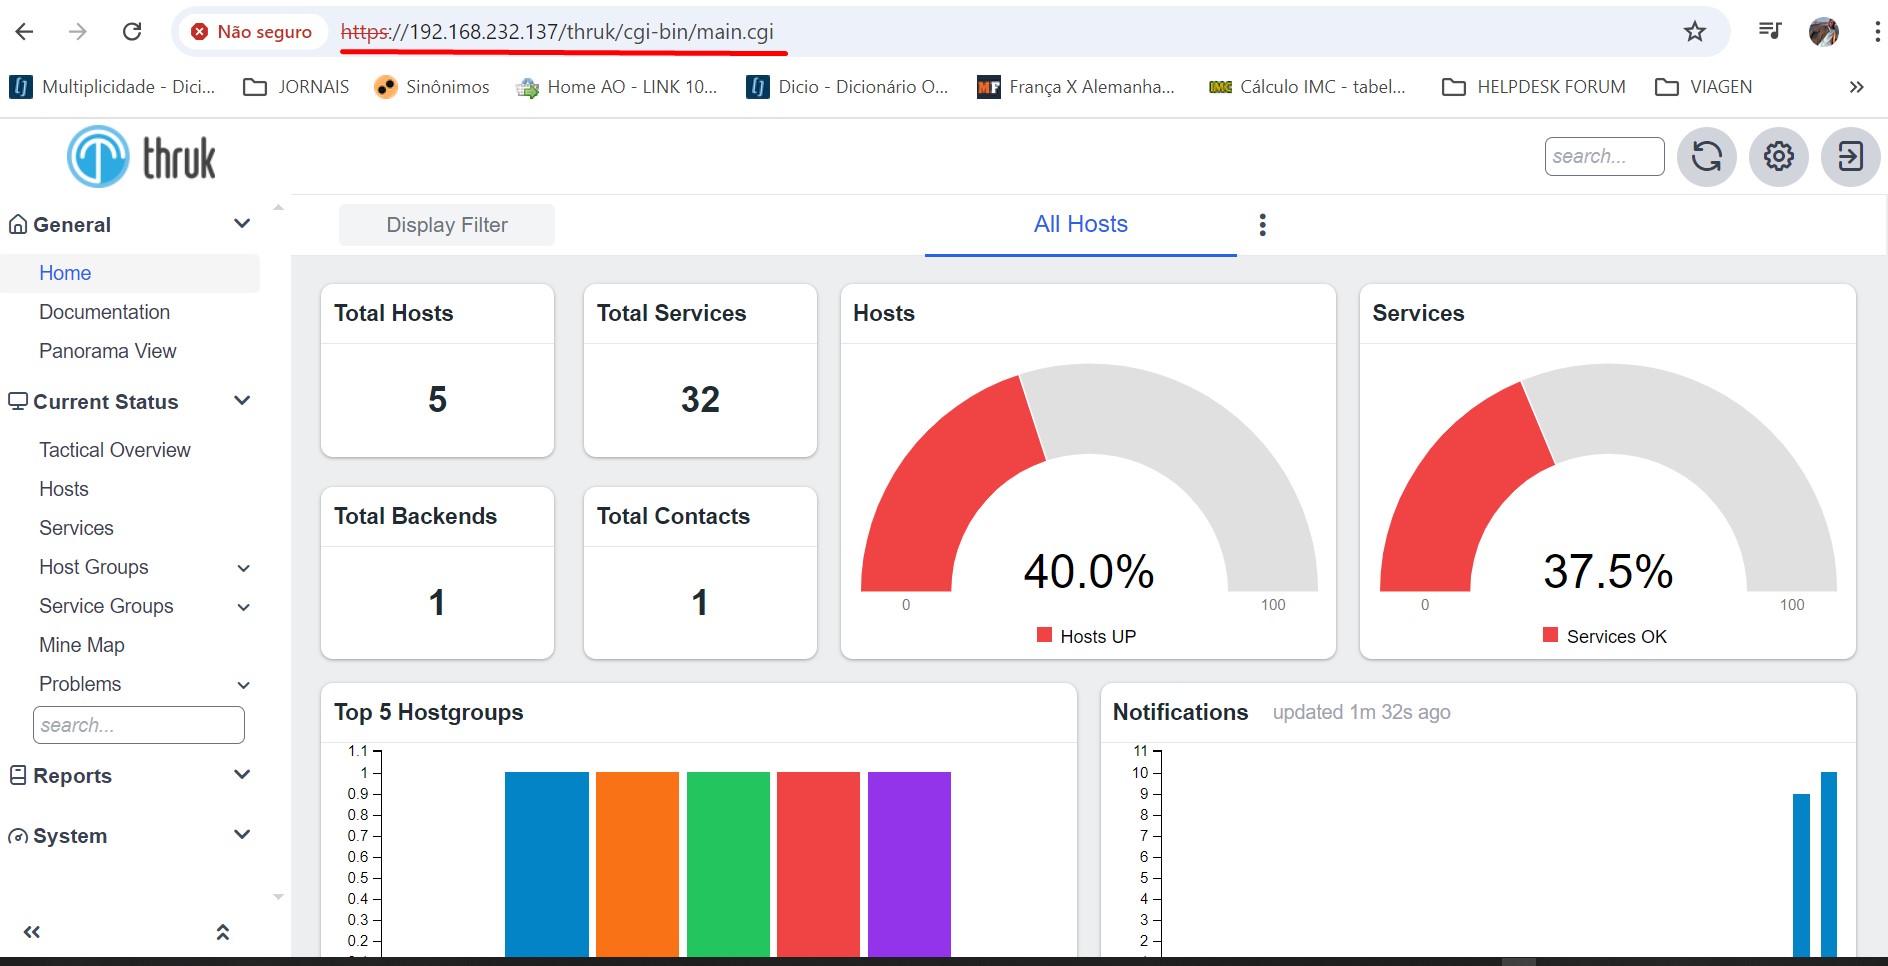 Não seguro https://192.168.232.137/thruk/cgi-bin/main.cgi
Multiplicidade - Dici... JORNAIS Sinônimos Home AO - LINK 10... Dicio - Dicionário O... MF França X Alemanha... IMC Cálculo IMC - tabel... HELPDESK FORUM VIAGEN
thruk
search...
General
Home
Documentation
Panorama View
Current Status
Tactical Overview
Hosts
Services
Host Groups
Service Groups
Mine Map
Problems
search...
Reports
System
Display Filter
All Hosts
Total Hosts
5
Total Services
32
Total Backends
1
Total Contacts
1
Hosts
40.0%
0 100
Hosts UP
Services
37.5%
0 100
Services OK
Top 5 Hostgroups
1.1
1
0.9
0.8
0.7
0.6
0.5
0.4
0.3
0.2
Notifications updated 1m 32s ago
11
10
9
8
7
6
5
4
3
2